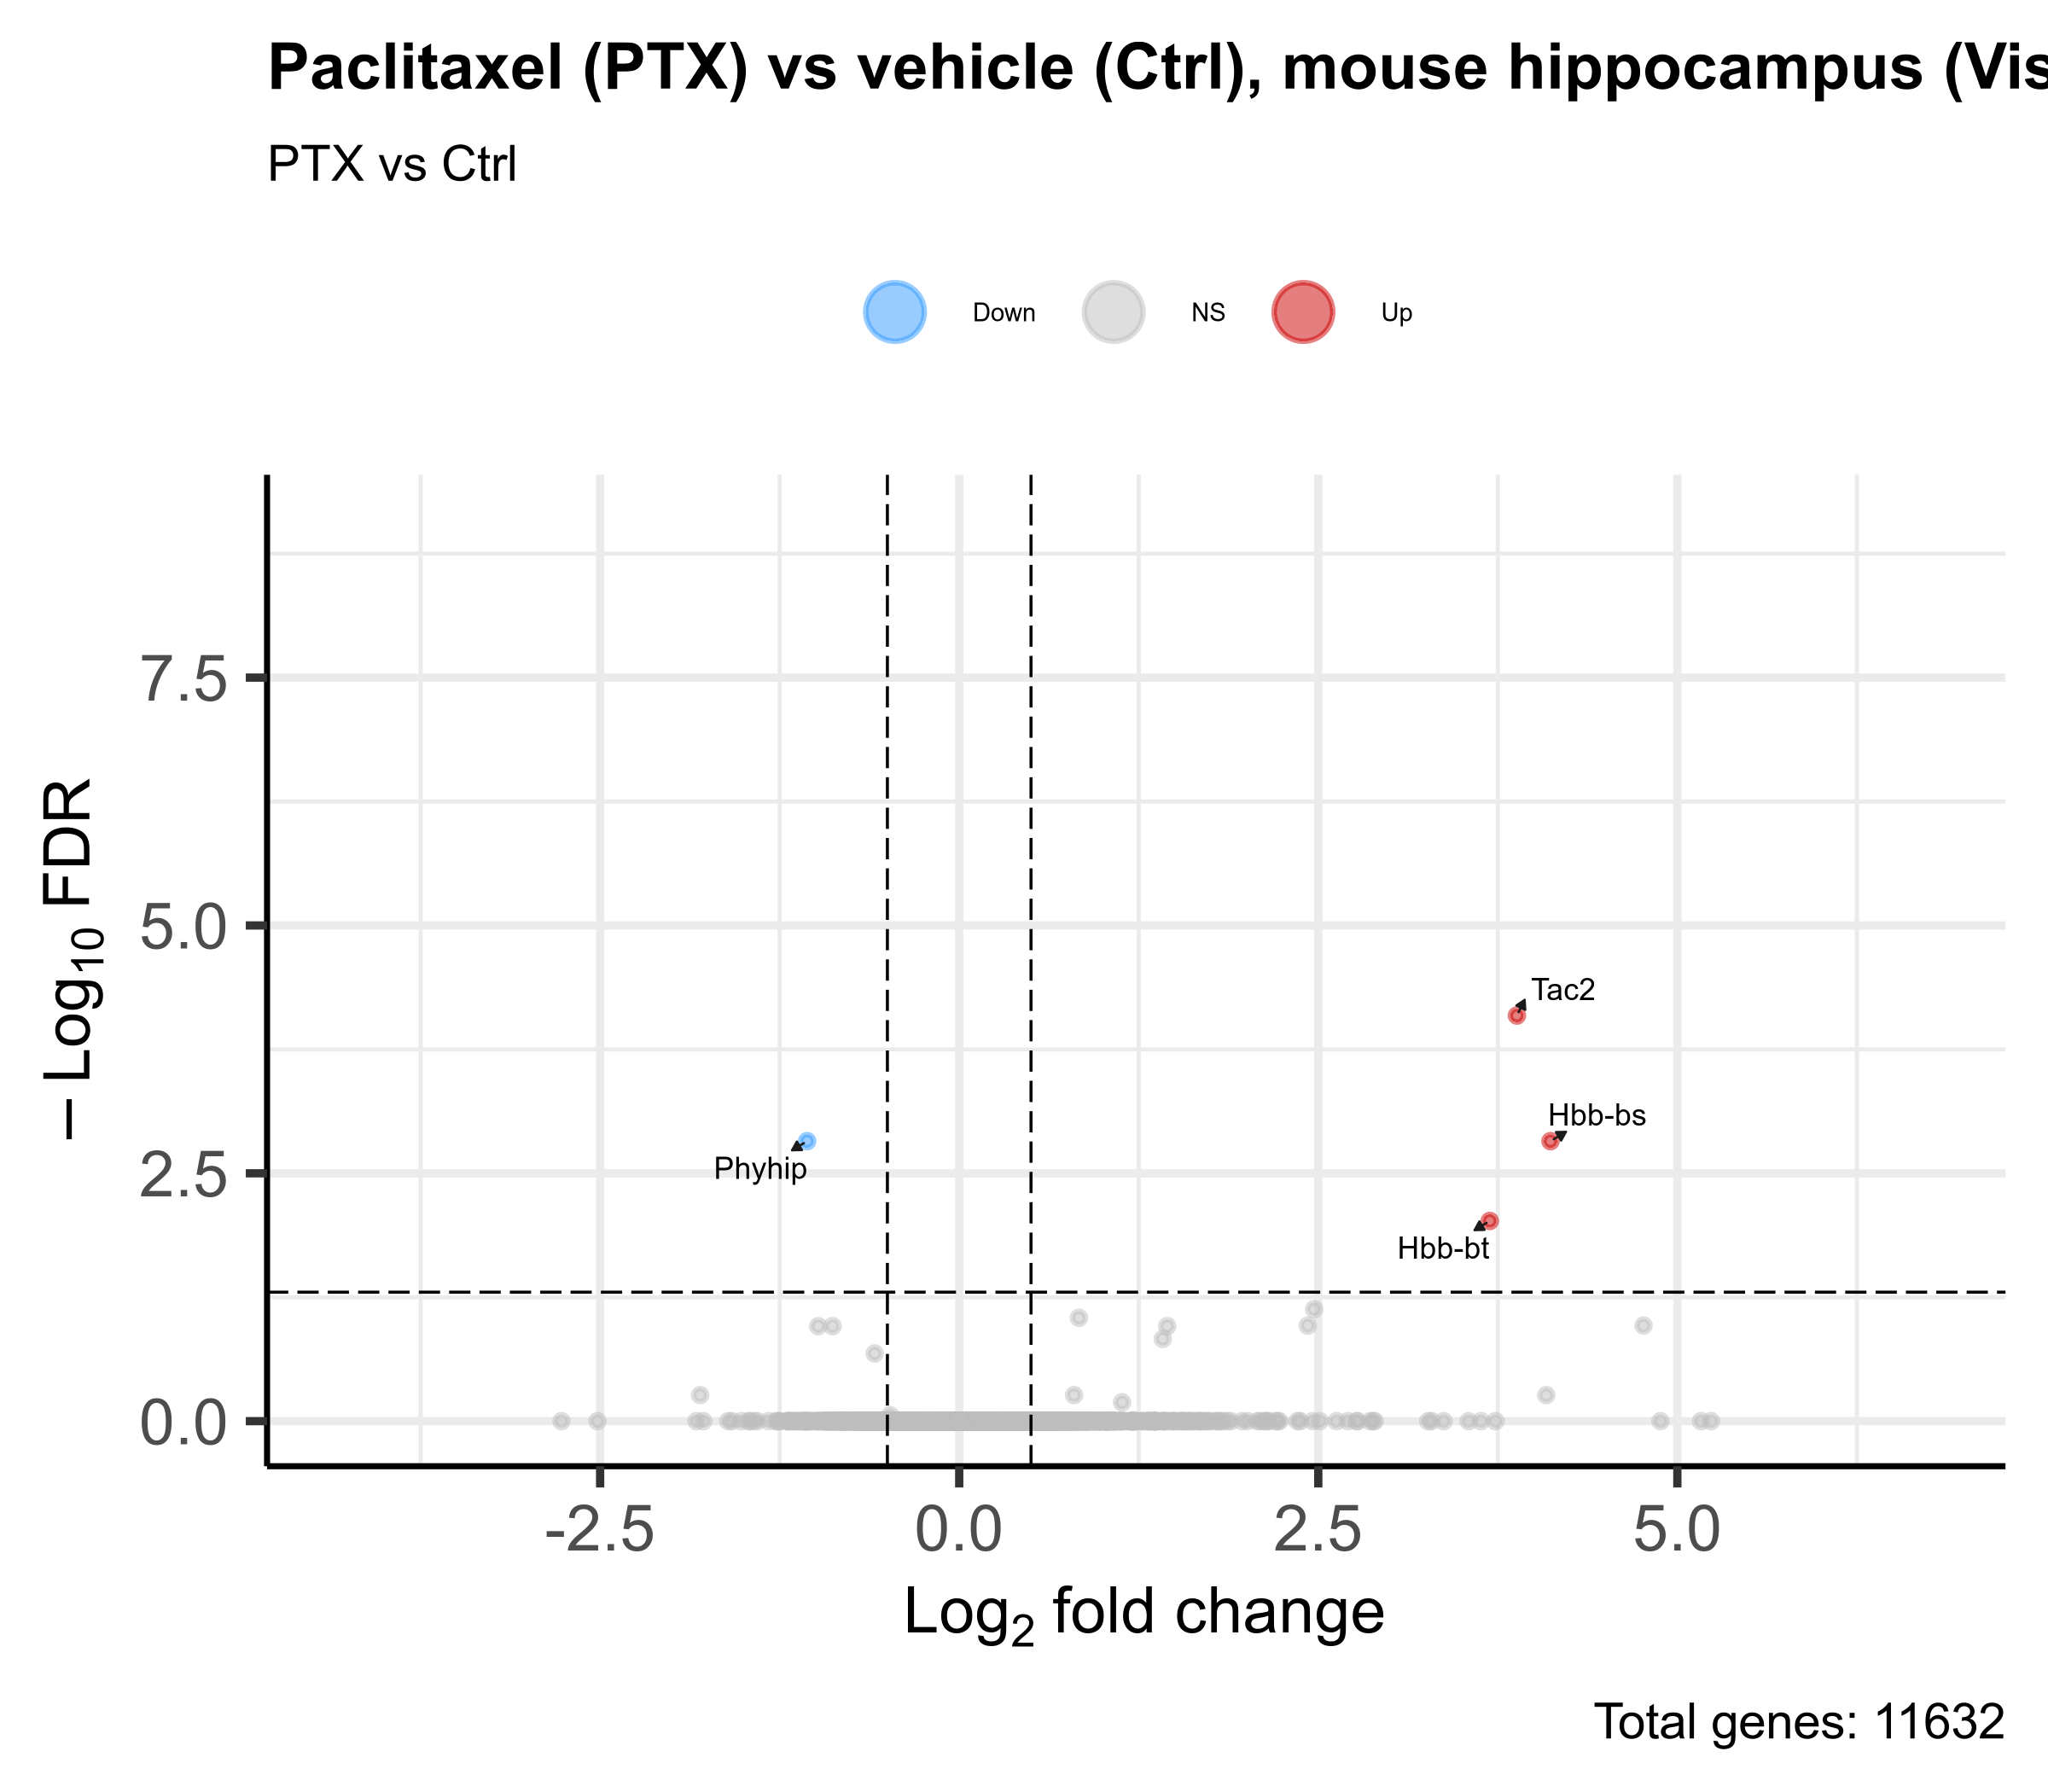 Paclitaxel (PTX) vs vehicle (Ctrl), mouse hippocampus (Vis
PTX vs Ctrl
Down NS Up
− Log10 FDR
7.5
5.0
2.5
0.0
Tac2
Hbb-bs
Phyhip
Hbb-bt
-2.5 0.0 2.5 5.0
Log2 fold change
Total genes: 11632